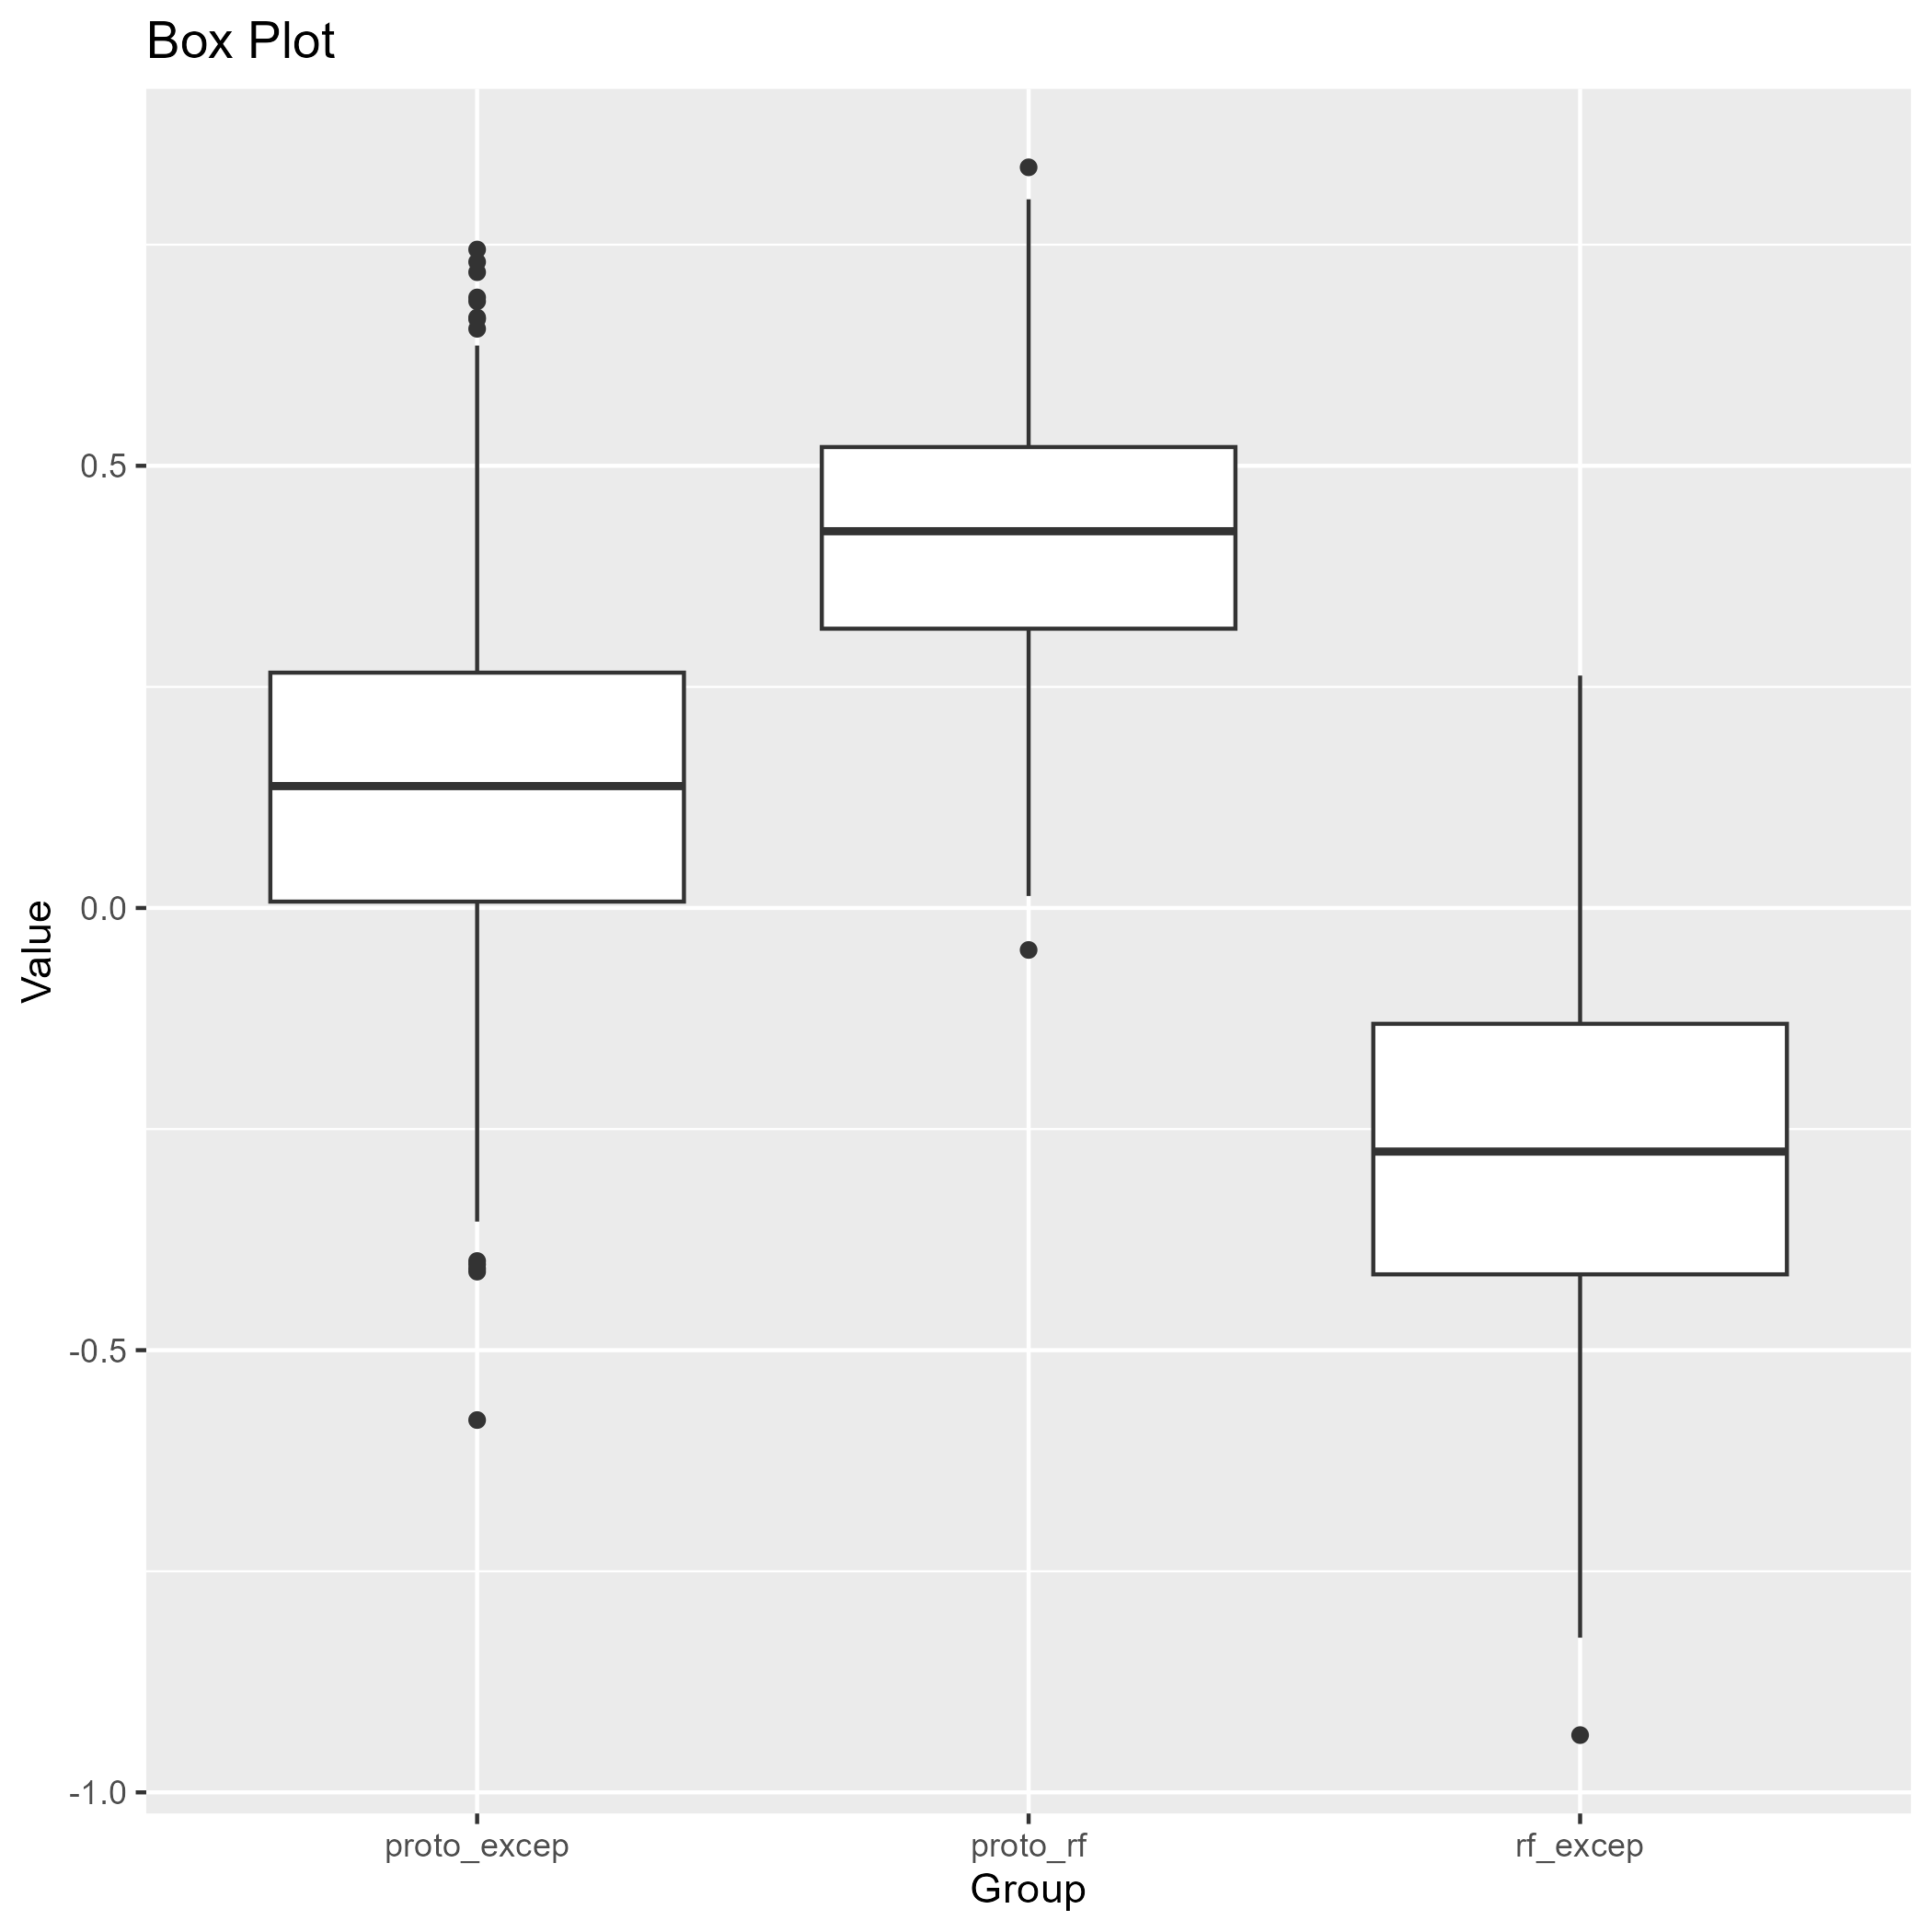 Box Plot
Value
0.5
0.0
-0.5
-1.0
proto_excep
proto_rf
rf_excep
Group